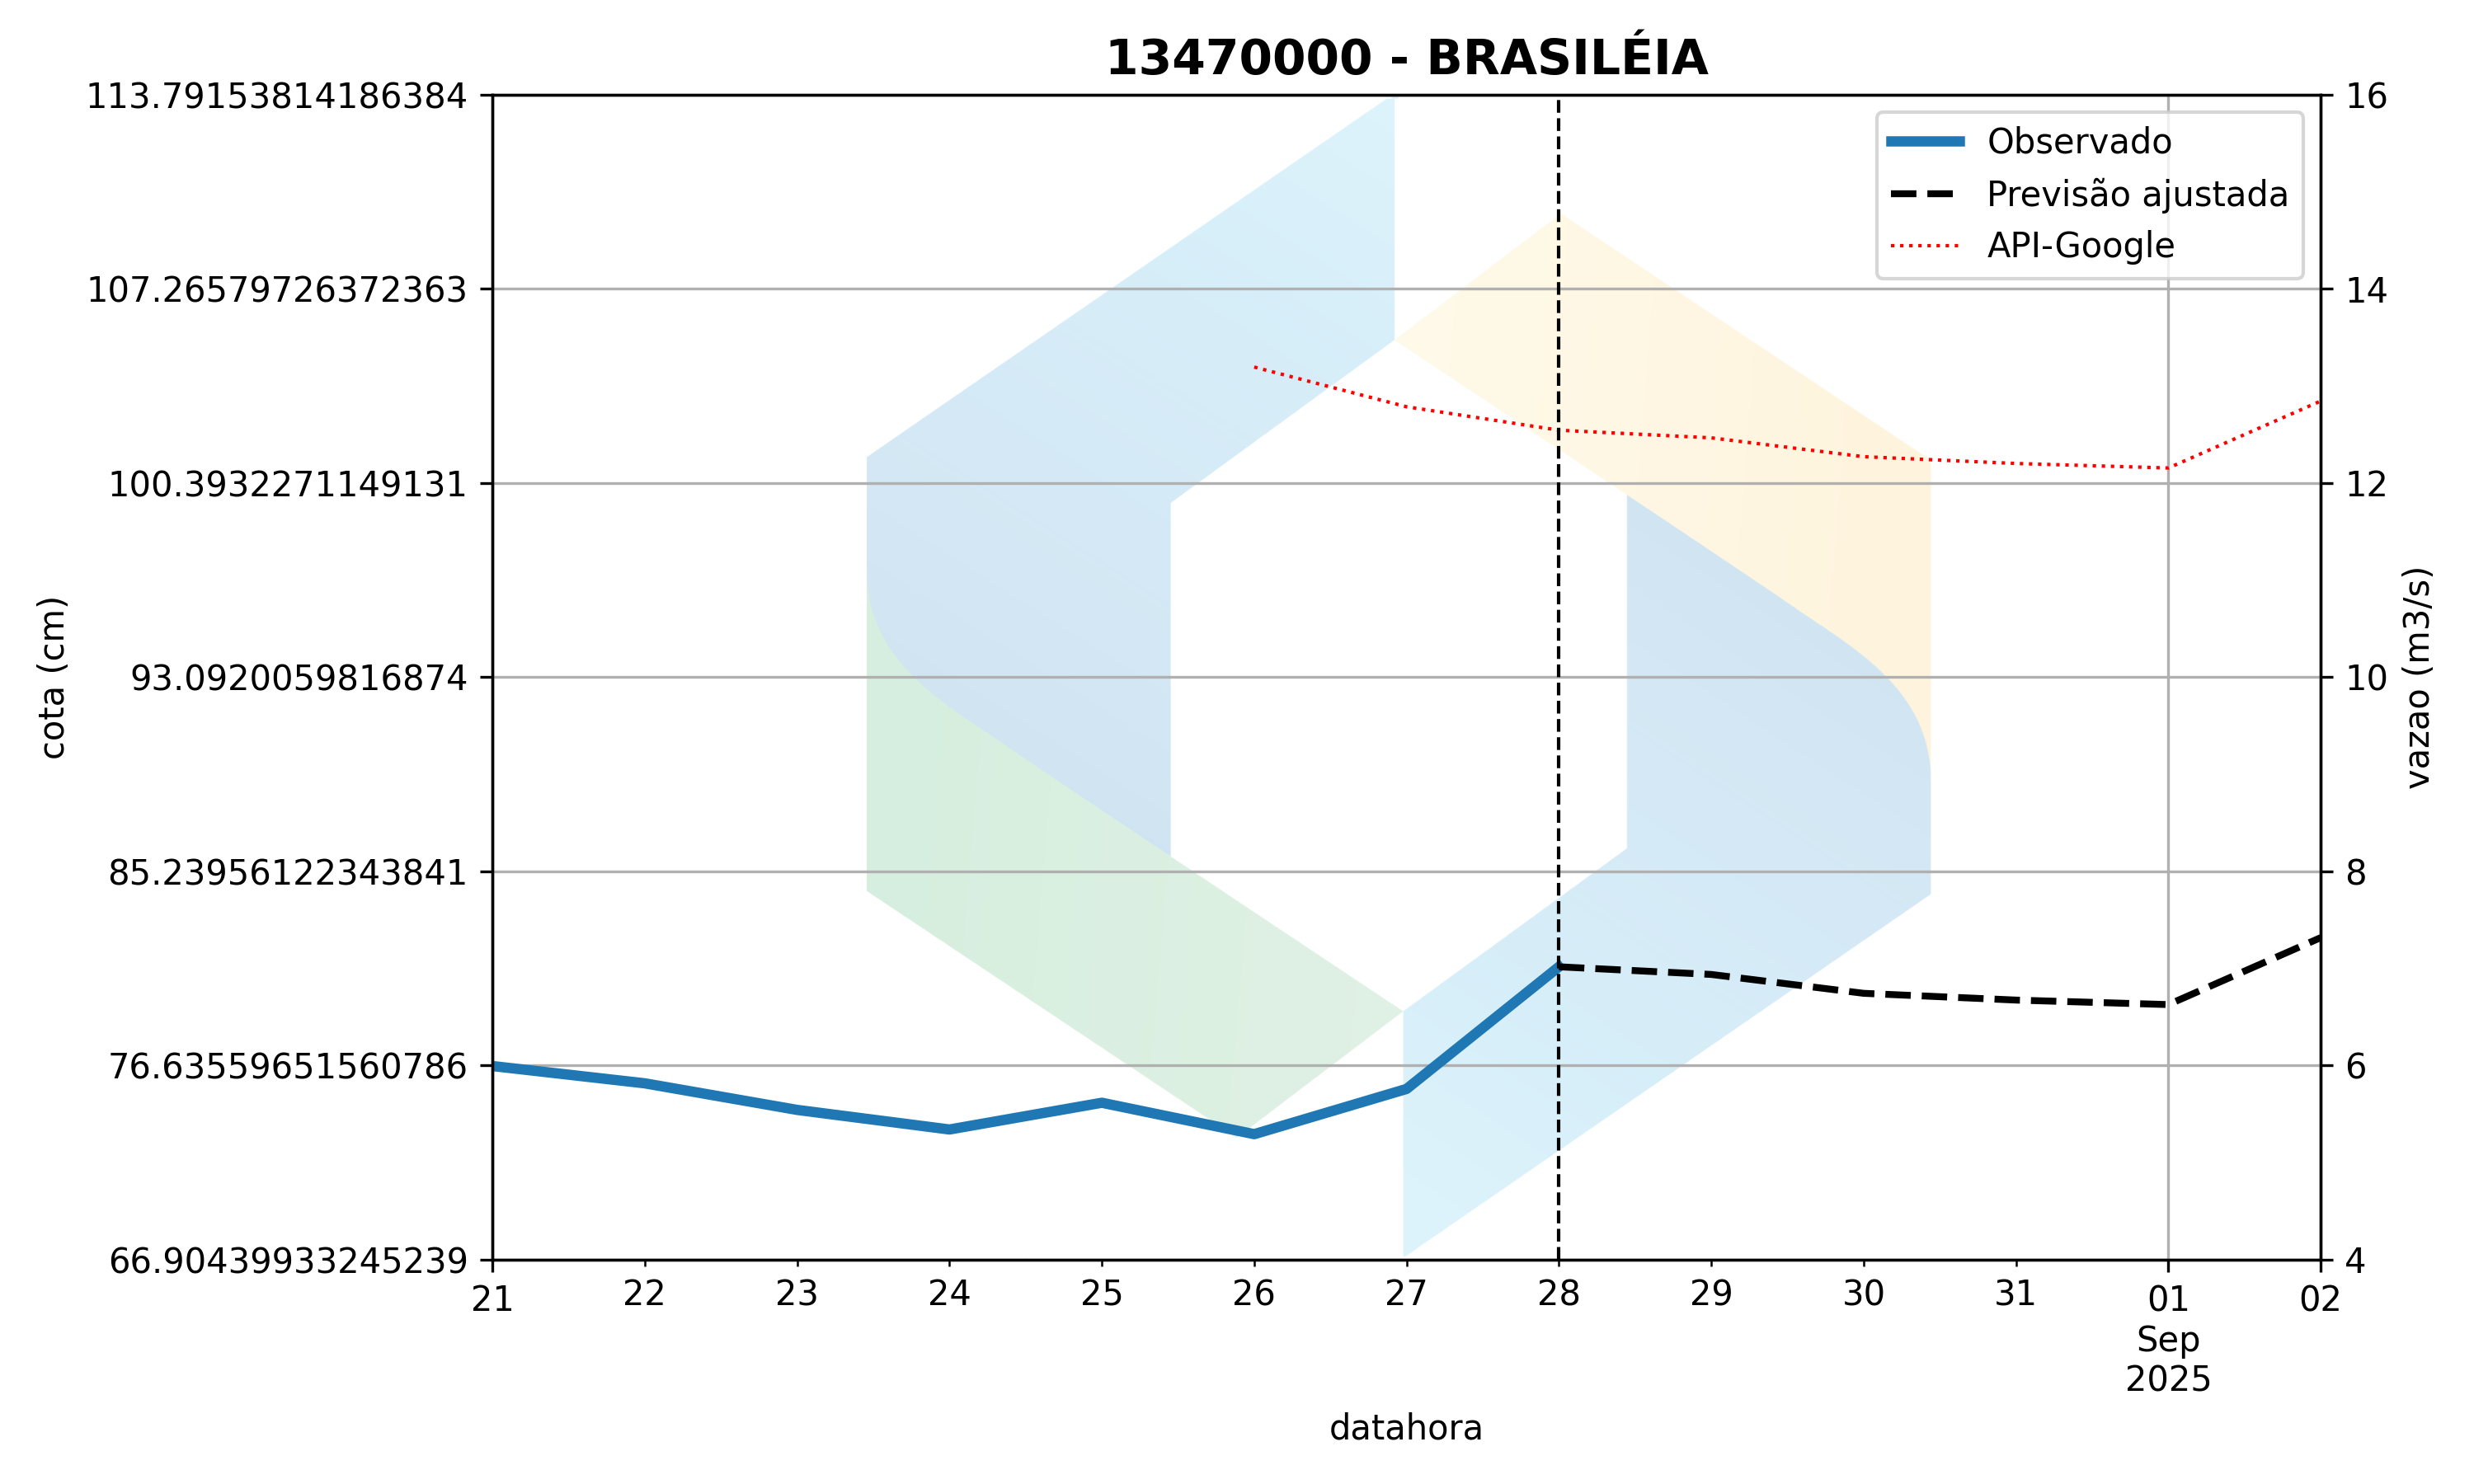 13470000 - BRASILÉIA
113.79153814186384
107.26579726372363
100.3932271149131
93.0920059816874
85.23956122343841
76.63559651560786
66.90439933245239
cota (cm)
16
14
12
10
8
6
4
vazao (m3/s)
Observado
Previsão ajustada
API-Google
21 22 23 24 25 26 27 28 29 30 31 01 02
Sep
2025
datahora